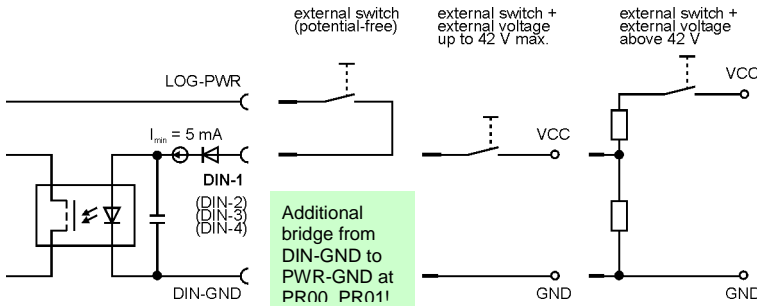 external switch
(potential-free)
external switch +
external voltage
up to 42 V max.
external switch +
external voltage
above 42 V
LOG-PWR
VCC
Imin = 5 mA
VCC
DIN-1
(DIN-2)
(DIN-3)
(DIN-4)
Additional
bridge from
DIN-GND to
PWR-GND at
PR00, PR01!
DIN-GND
GND
GND